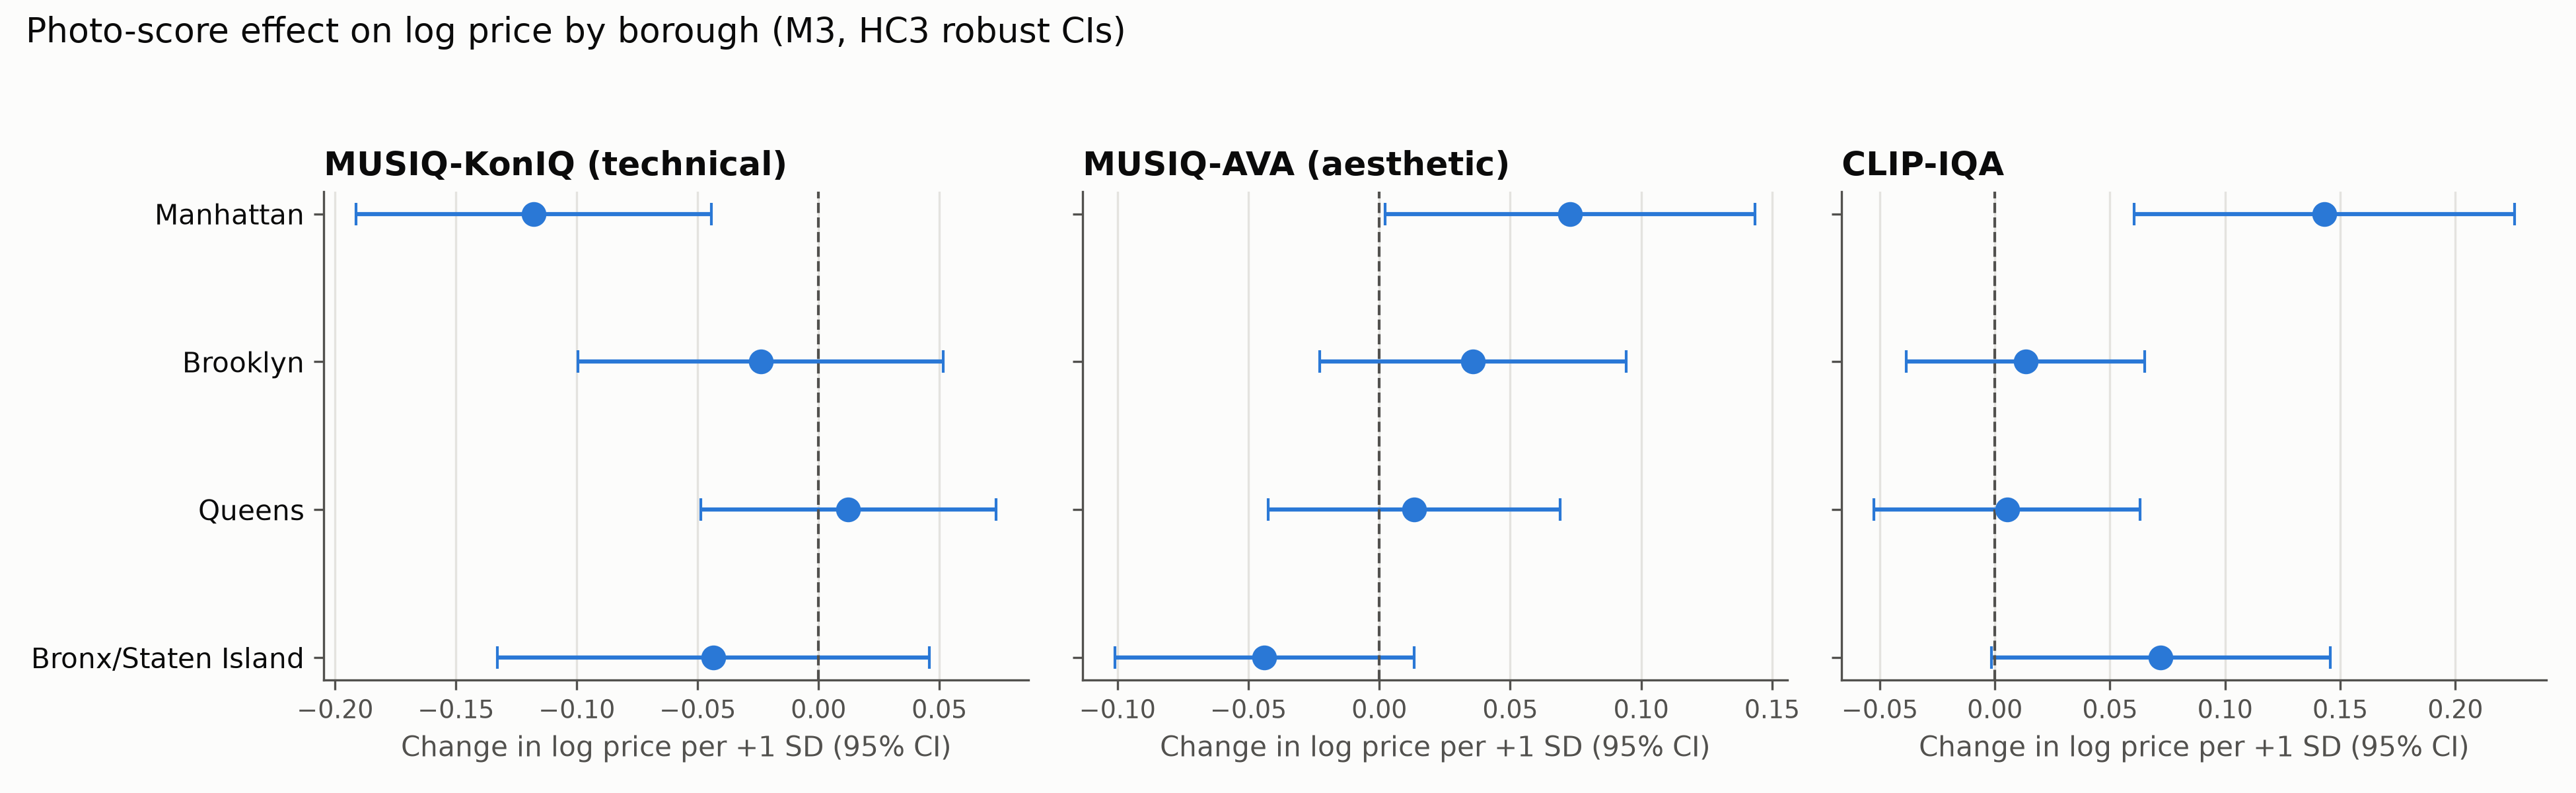 Photo-score effect on log price by borough (M3, HC3 robust CIs)
MUSIQ-KonIQ (technical)
MUSIQ-AVA (aesthetic)
CLIP-IQA
Manhattan
Brooklyn
Queens
Bronx/Staten Island
−0.20 −0.15 −0.10 −0.05 0.00 0.05
−0.10 −0.05 0.00 0.05 0.10 0.15
−0.05 0.00 0.05 0.10 0.15 0.20
Change in log price per +1 SD (95% CI)
Change in log price per +1 SD (95% CI)
Change in log price per +1 SD (95% CI)